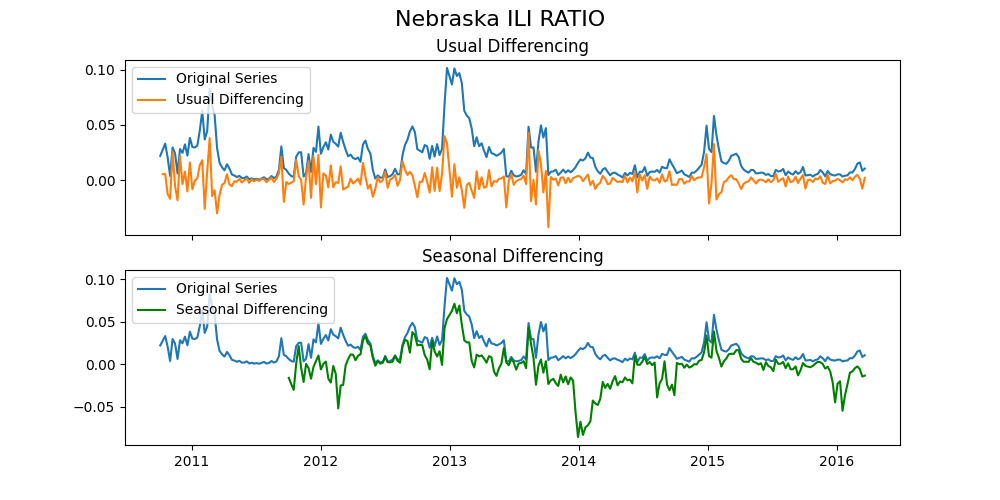 Nebraska ILI RATIO
Usual Differencing
0.10
0.05
0.00
Original Series
Usual Differencing
Seasonal Differencing
0.10
0.05
0.00
−0.05
Original Series
Seasonal Differencing
2011
2012
2013
2014
2015
2016